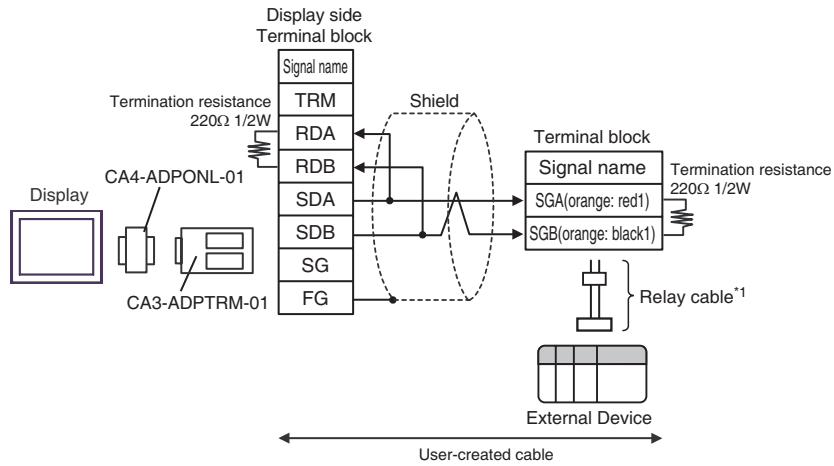 Display side
Terminal block
Signal name
TRM
RDA
RDB
SDA
SDB
SG
FG
Termination resistance
220Ω 1/2W
Shield
Terminal block
Signal name
SGA(orange: red1)
SGB(orange: black1)
Termination resistance
220Ω 1/2W
CA4-ADPONL-01
Display
CA3-ADPTRM-01
Relay cable*1
External Device
User-created cable